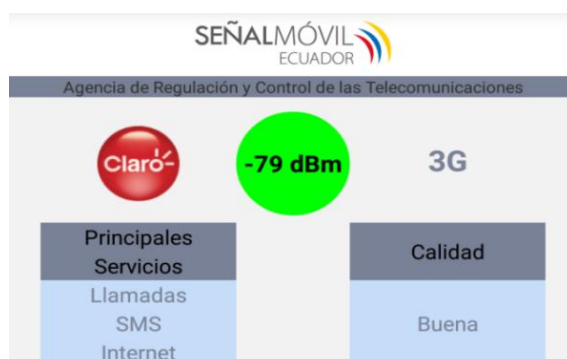 SEÑALMÓVIL
ECUADOR
Agencia de Regulación y Control de las Telecomunicaciones
Claro
-79 dBm
3G
Principales
Servicios
Calidad
Llamadas
SMS
Internet
Buena